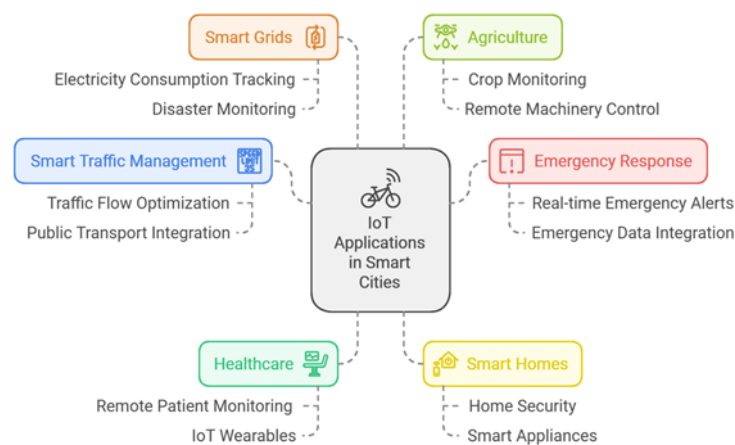 Smart Grids
Electricity Consumption Tracking
Disaster Monitoring
Agriculture
Crop Monitoring
Remote Machinery Control
Smart Traffic Management
Traffic Flow Optimization
Public Transport Integration
IoT
Applications
in Smart
Cities
Emergency Response
Real-time Emergency Alerts
Emergency Data Integration
Healthcare
Remote Patient Monitoring
IoT Wearables
Smart Homes
Home Security
Smart Appliances